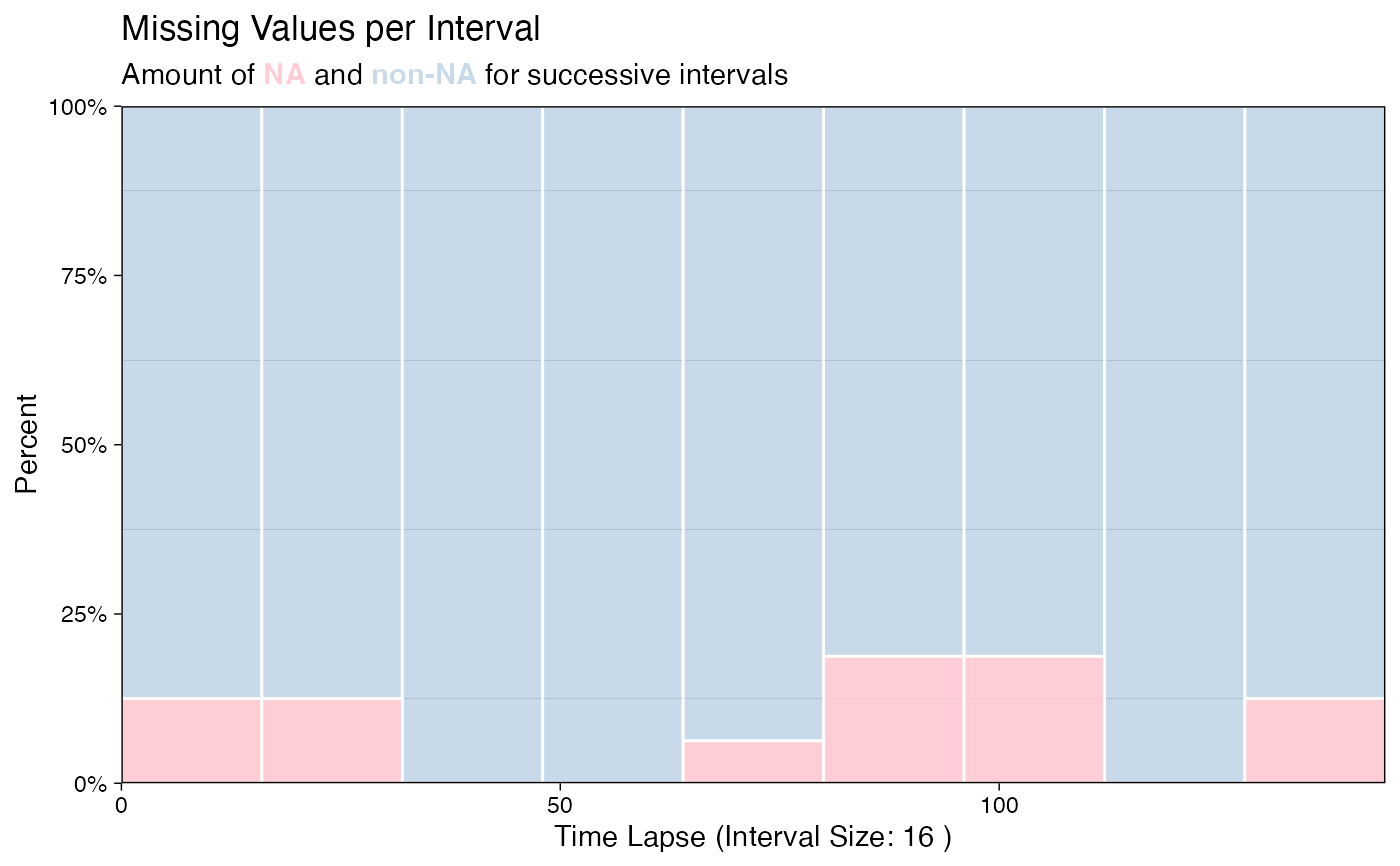 Missing Values per Interval
Amount of NA and non-NA for successive intervals
100%
75%
50%
25%
0%
Percent
0 50 100
Time Lapse (Interval Size: 16 )